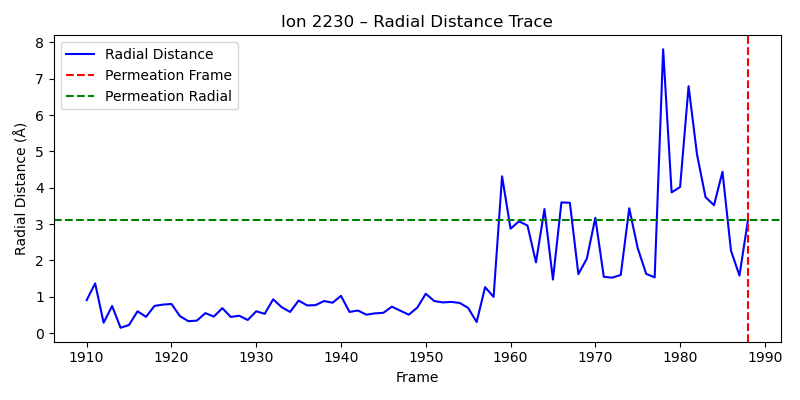 Ion 2230 – Radial Distance Trace
Radial Distance
Permeation Frame
Permeation Radial
Radial Distance (Å)
8
7
6
5
4
3
2
1
0
1910 1920 1930 1940 1950 1960 1970 1980 1990
Frame